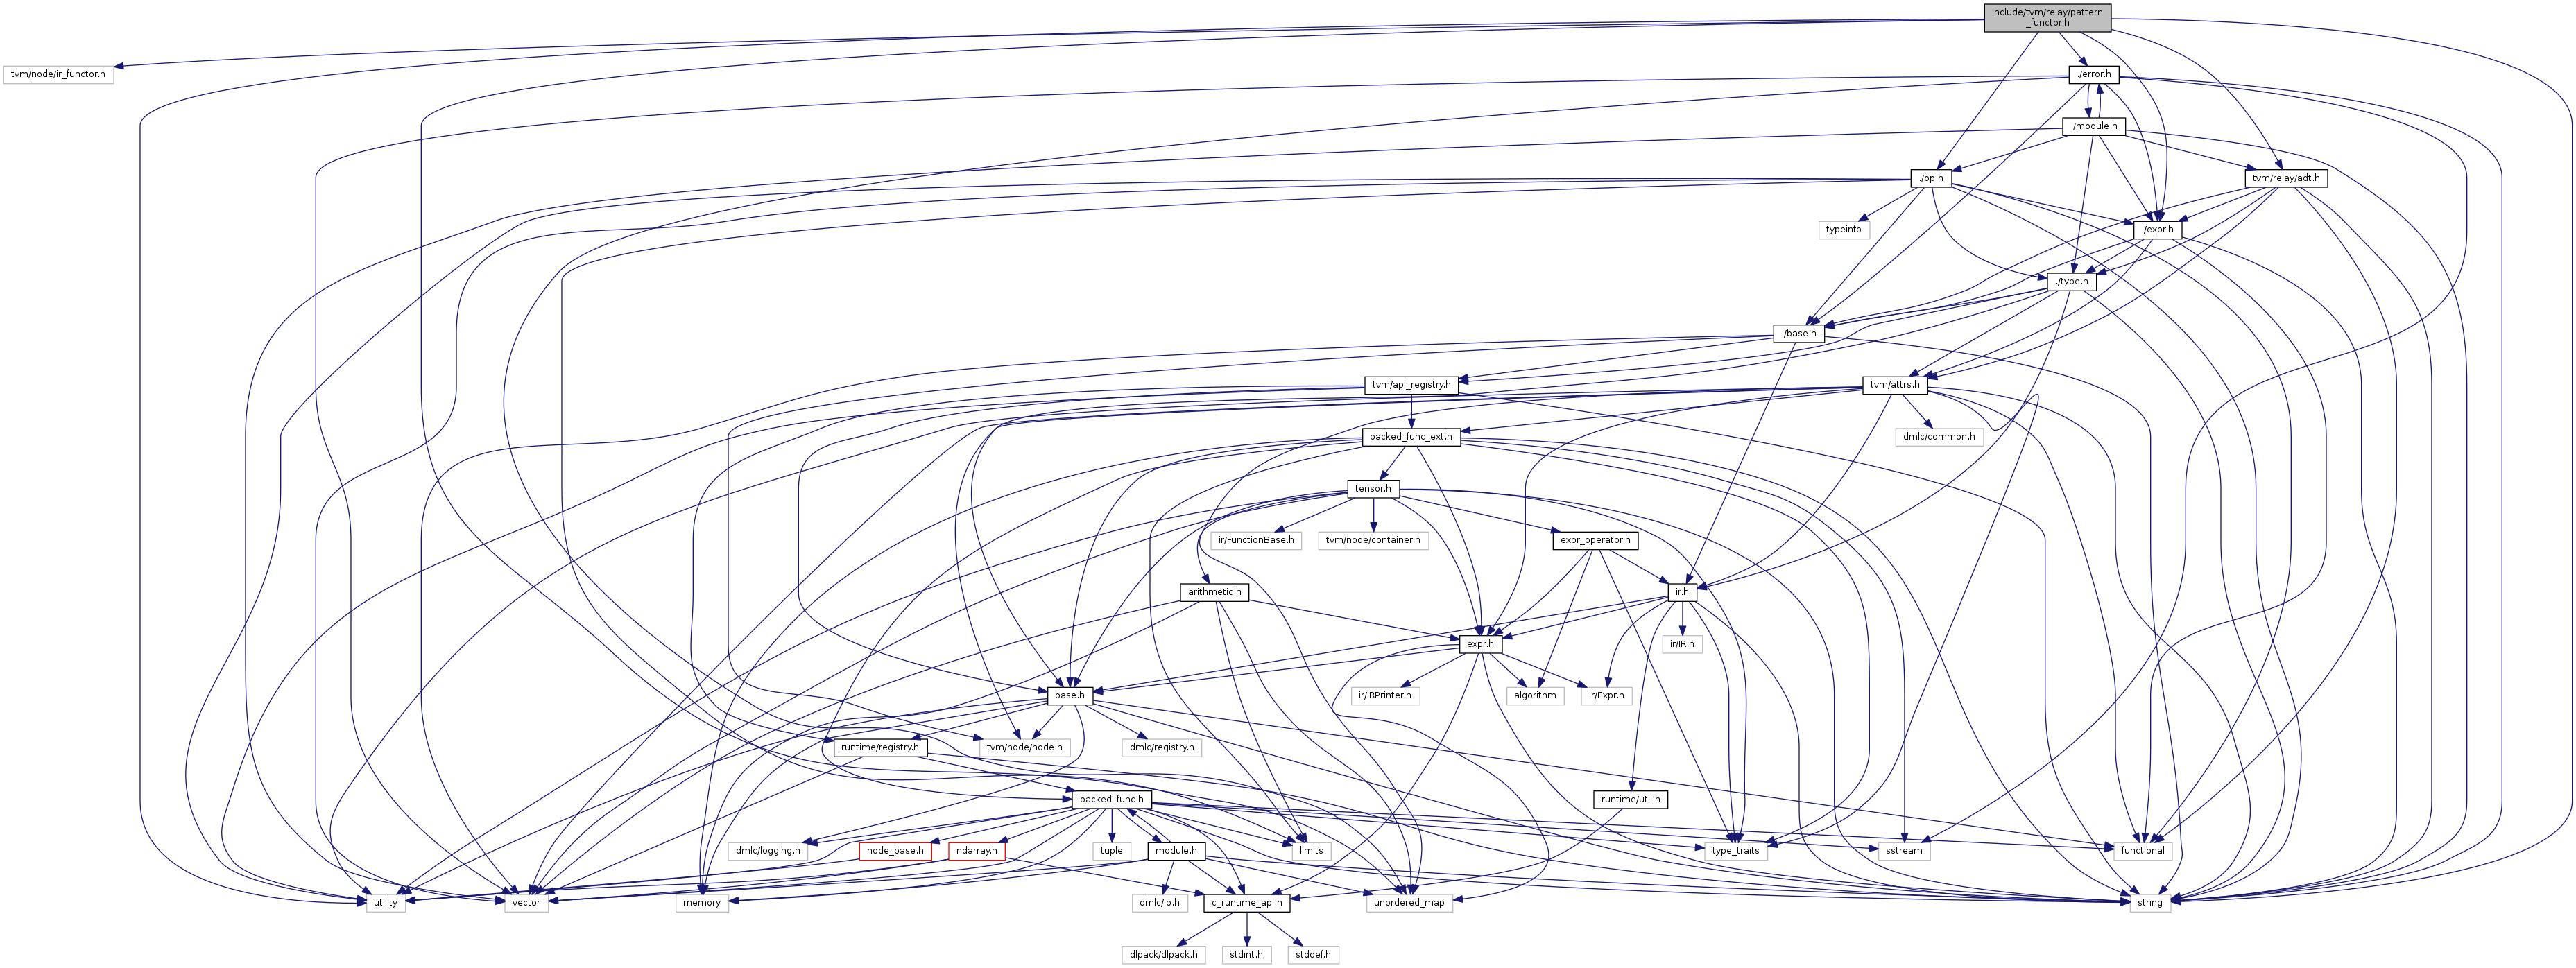 include/tvm/relay/pattern
_functor.h
tvm/node/ir_functor.h
./error.h
./module.h
./op.h
tvm/relay/adt.h
typeinfo
./expr.h
./type.h
./base.h
tvm/api_registry.h
tvm/attrs.h
packed_func_ext.h
dmlc/common.h
tensor.h
ir/FunctionBase.h
tvm/node/container.h
expr_operator.h
arithmetic.h
ir.h
expr.h
ir/IR.h
base.h
ir/IRPrinter.h
algorithm
ir/Expr.h
runtime/registry.h
tvm/node/node.h
dmlc/registry.h
packed_func.h
runtime/util.h
dmlc/logging.h
node_base.h
ndarray.h
tuple
module.h
limits
type_traits
sstream
functional
utility
vector
memory
dmlc/io.h
c_runtime_api.h
unordered_map
string
dlpack/dlpack.h
stdint.h
stddef.h